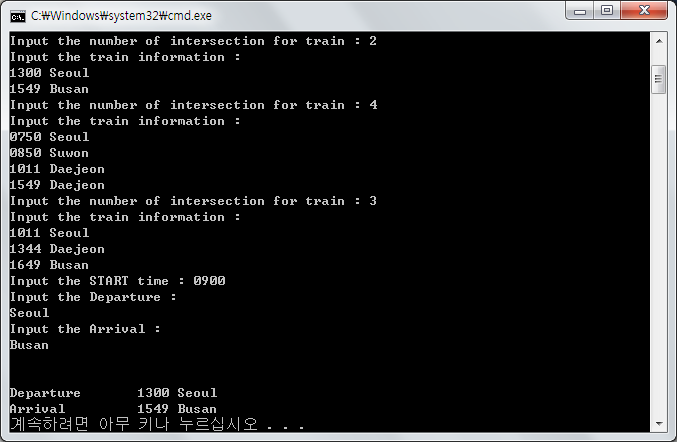 C:₩Windows₩system32₩cmd.exe
Input the number of intersection for train : 2
Input the train information :
1300 Seoul
1549 Busan
Input the number of intersection for train : 4
Input the train information :
0750 Seoul
0850 Suwon
1011 Daejeon
1549 Daejeon
Input the number of intersection for train : 3
Input the train information :
1011 Seoul
1344 Daejeon
1649 Busan
Input the START time : 0900
Input the Departure :
Seoul
Input the Arrival :
Busan
Departure 1300 Seoul
Arrival 1549 Busan
계속하려면 아무 키나 누르십시오 . . .